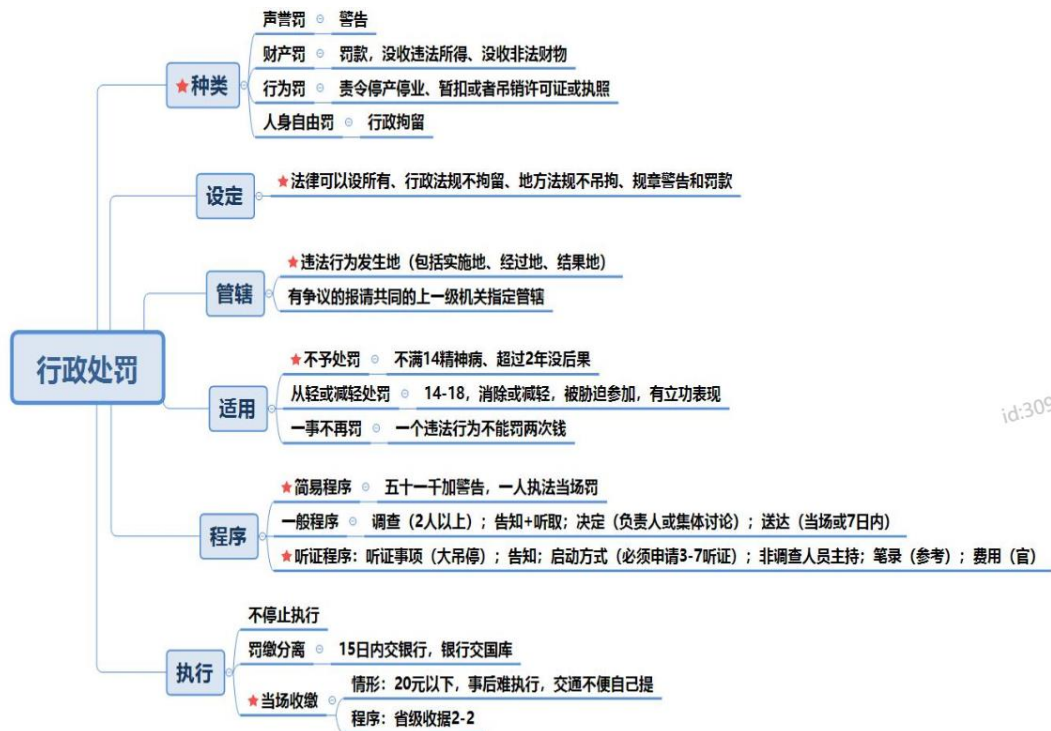 行政处罚
★种类
声誉罚 警告
财产罚 罚款，没收违法所得、没收非法财物
行为罚 责令停产停业、暂扣或者吊销许可证或执照
人身自由罚 行政拘留
设定
★法律可以设所有、行政法规不拘留、地方法规不吊拘、规章警告和罚款
管辖
★违法行为发生地（包括实施地、经过地、结果地）
有争议的报请共同的上一级机关指定管辖
适用
★不予处罚 不满14精神病、超过2年没后果
从轻或减轻处罚 14-18，消除或减轻，被胁迫参加，有立功表现
一事不再罚 一个违法行为不能罚两次钱
程序
★简易程序 五十一千加警告，一人执法当场罚
一般程序 调查（2人以上）；告知+听取；决定（负责人或集体讨论）；送达（当场或7日内）
★听证程序：听证事项（大吊停）；告知；启动方式（必须申请3-7听证）；非调查人员主持；笔录（参考）；费用（官）
执行
不停止执行
罚缴分离 15日内交银行，银行交国库
★当场收缴
情形：20元以下，事后难执行，交通不便自己提
程序：省级收据2-2
id:309